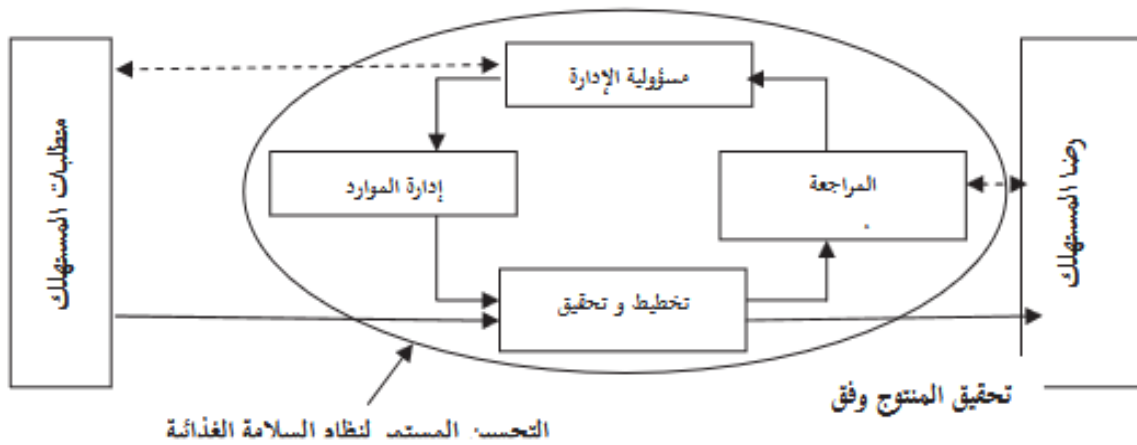 مسؤولية الإدارة
متطلبات المستهلك
إدارة الموارد
المراجعة
رضا المستهلك
تخطيط و تحقيق
تحقيق المنتوج وفق
التحسين المستمر لنظام السلامة الغذائية